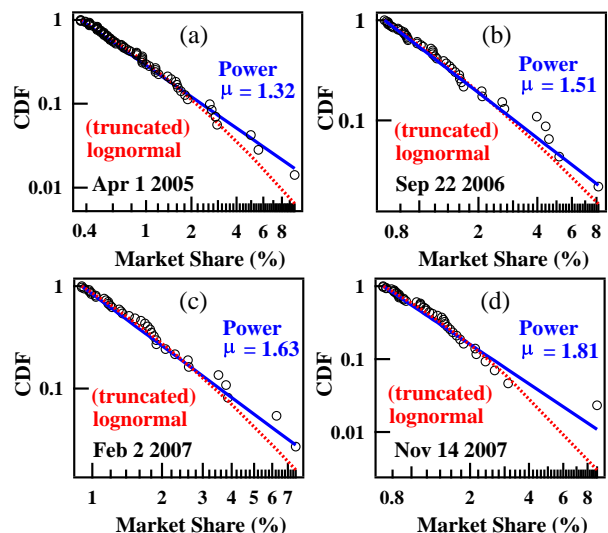 (a)
Power
μ = 1.32
(truncated)
lognormal
Apr 1 2005
CDF
1
0.1
0.01
0.4 1 2 4 6 8
Market Share (%)
(b)
Power
μ = 1.51
(truncated)
lognormal
Sep 22 2006
CDF
1
0.1
0.8 2 4 6 8
Market Share (%)
(c)
Power
μ = 1.63
(truncated)
lognormal
Feb 2 2007
CDF
1
0.1
1 2 3 4 5 6 7
Market Share (%)
(d)
Power
μ = 1.81
(truncated)
lognormal
Nov 14 2007
CDF
1
0.1
0.01
0.8 2 4 6 8
Market Share (%)